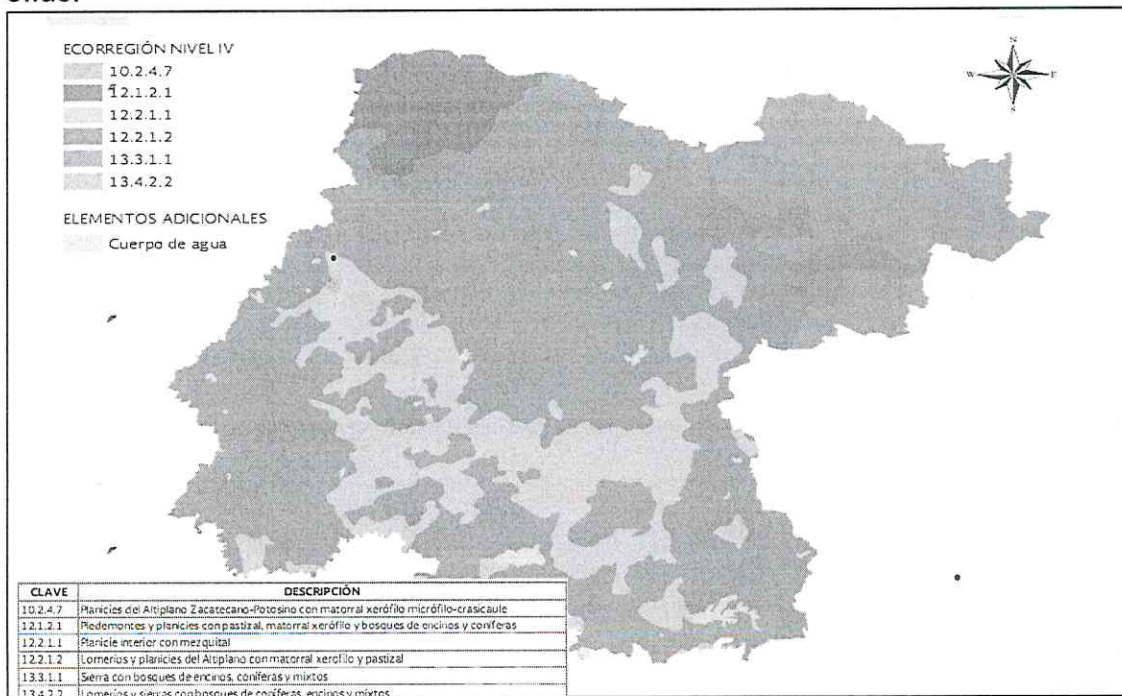 ECORREGIÓN NIVEL IV
10.2.4.7
12.1.2.1
12.2.1.1
12.2.1.2
13.3.1.1
13.4.2.2
ELEMENTOS ADICIONALES
Cuerpo de agua
N
W E
S
CLAVE DESCRIPCIÓN
10.2.4.7 Planicies del Altiplano Zacatecano-Potosino con matorral xerófilo micrófilo-crasicaule
12.1.2.1 Piedemontes y planicies con pastizal, matorral xerófilo y bosques de encinos y coníferas
12.2.1.1 Planicie interior con mezquital
12.2.1.2 Lomeríos y planicies del Altiplano con matorral xerofilo y pastizal
13.3.1.1 Sierra con bosques de encinos, coníferas y mixtos
13.4.2.2 Lomeríos y sierras con bosques de coníferas, encinos y mixtos